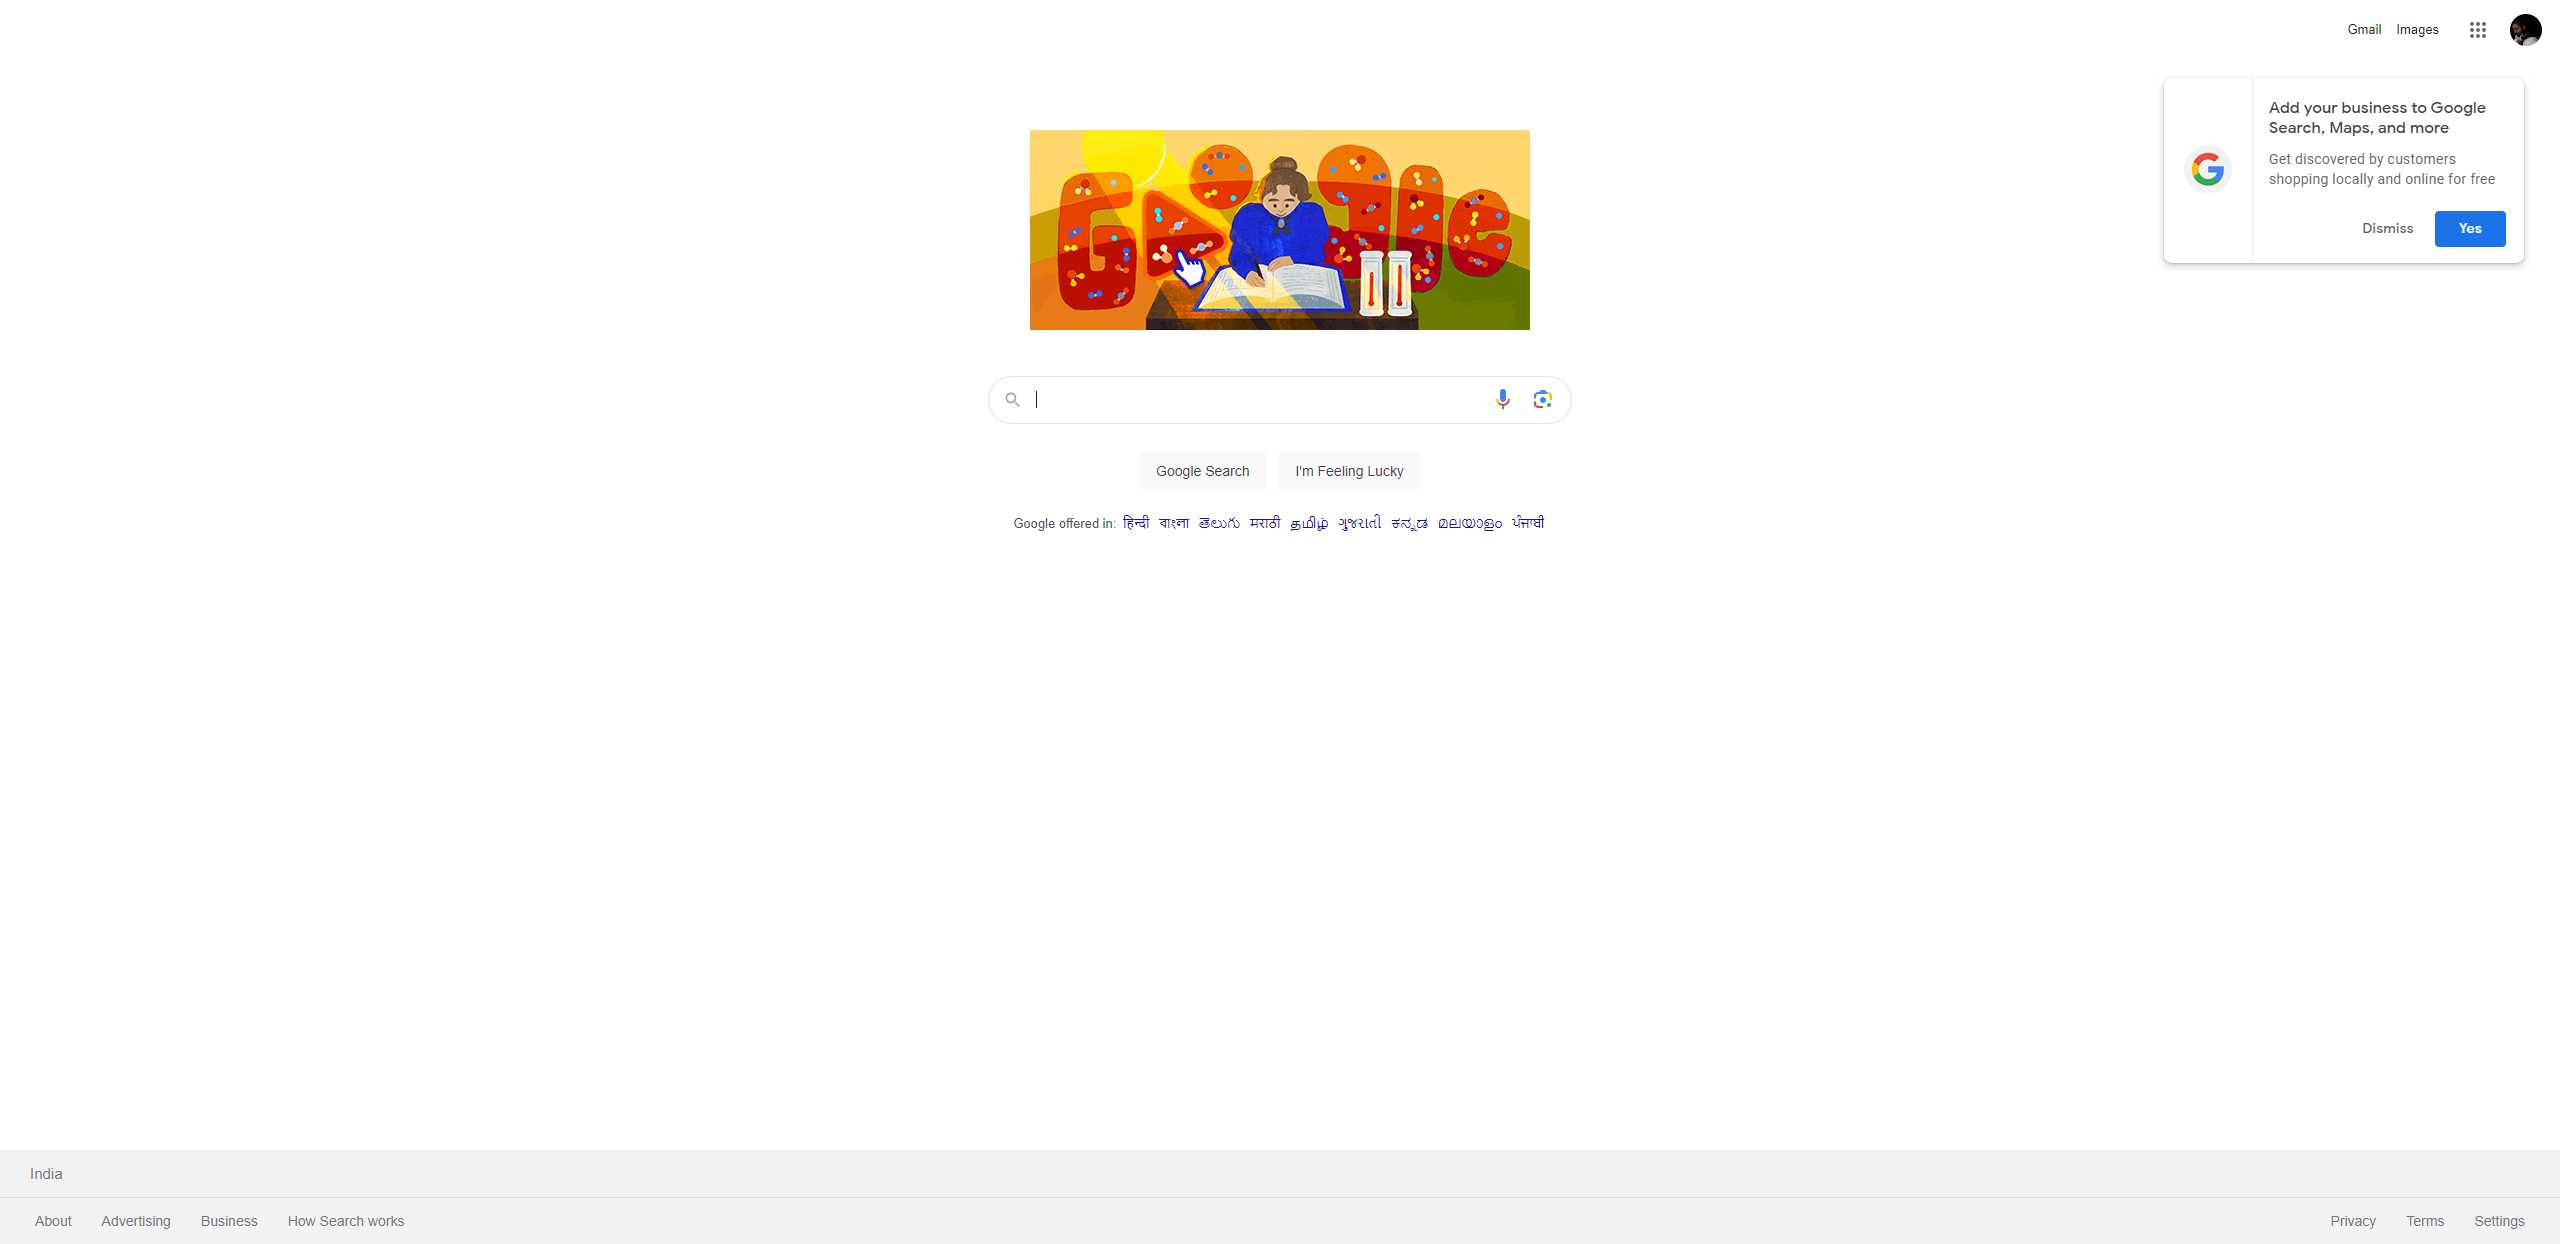 Gmail Images
Add your business to Google
Search, Maps, and more
Get discovered by customers
shopping locally and online for free
Dismiss Yes
Google Search I'm Feeling Lucky
Google offered in: हिन्दी বাংলা తెలుగు मराठी தமிழ் ગુજરાતી ಕನ್ನಡ മലയാളം ਪੰਜਾਬੀ
India
About Advertising Business How Search works Privacy Terms Settings